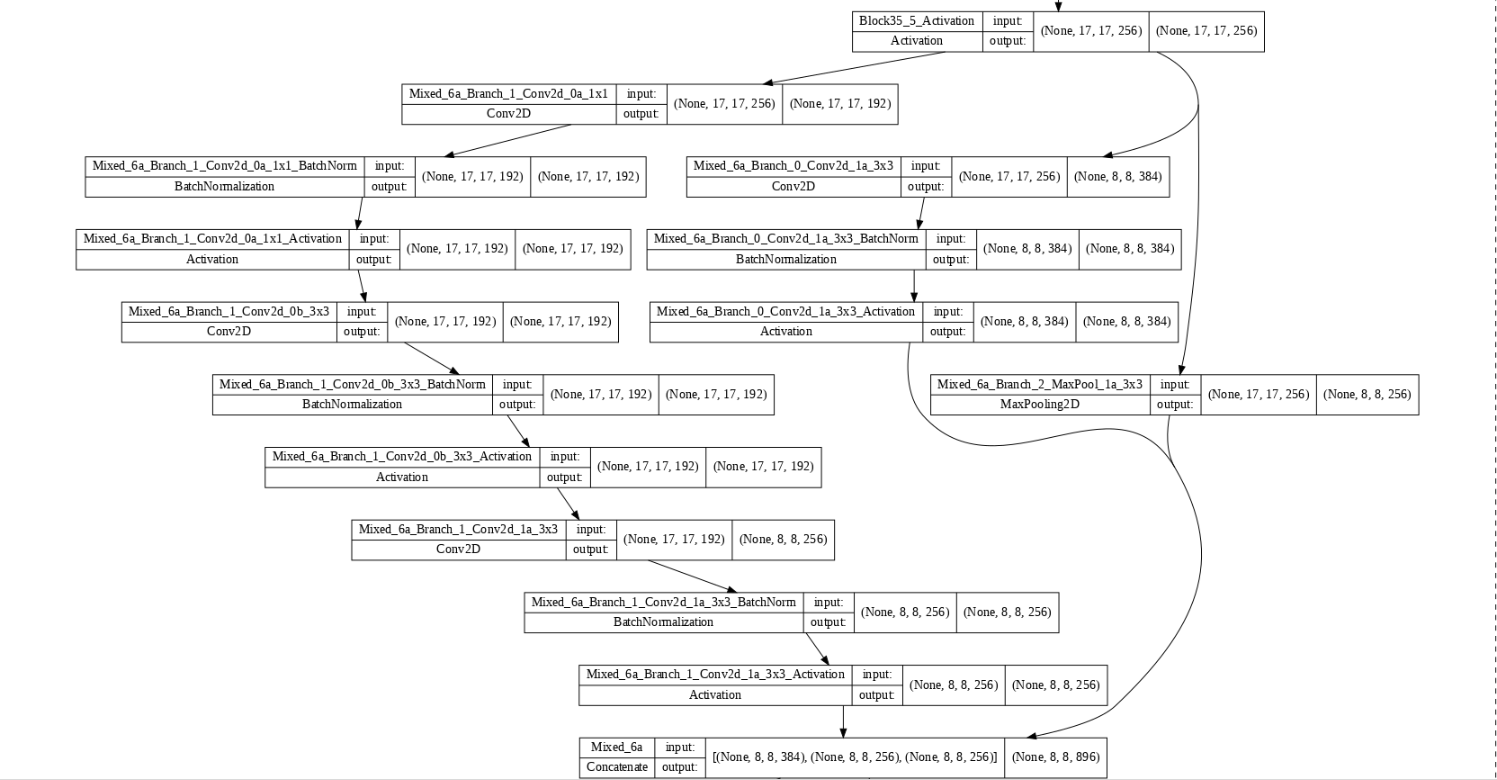 Block35_5_Activation input: (None, 17, 17, 256) (None, 17, 17, 256)
Activation output:
Mixed_6a_Branch_1_Conv2d_0a_1x1 input: (None, 17, 17, 256) (None, 17, 17, 192)
Conv2D output:
Mixed_6a_Branch_1_Conv2d_0a_1x1_BatchNorm input: (None, 17, 17, 192) (None, 17, 17, 192)
BatchNormalization output:
Mixed_6a_Branch_0_Conv2d_1a_3x3 input: (None, 17, 17, 256) (None, 8, 8, 384)
Conv2D output:
Mixed_6a_Branch_1_Conv2d_0a_1x1_Activation input: (None, 17, 17, 192) (None, 17, 17, 192)
Activation output:
Mixed_6a_Branch_0_Conv2d_1a_3x3_BatchNorm input: (None, 8, 8, 384) (None, 8, 8, 384)
BatchNormalization output:
Mixed_6a_Branch_1_Conv2d_0b_3x3 input: (None, 17, 17, 192) (None, 17, 17, 192)
Conv2D output:
Mixed_6a_Branch_0_Conv2d_1a_3x3_Activation input: (None, 8, 8, 384) (None, 8, 8, 384)
Activation output:
Mixed_6a_Branch_1_Conv2d_0b_3x3_BatchNorm input: (None, 17, 17, 192) (None, 17, 17, 192)
BatchNormalization output:
Mixed_6a_Branch_2_MaxPool_1a_3x3 input: (None, 17, 17, 256) (None, 8, 8, 256)
MaxPooling2D output:
Mixed_6a_Branch_1_Conv2d_0b_3x3_Activation input: (None, 17, 17, 192) (None, 17, 17, 192)
Activation output:
Mixed_6a_Branch_1_Conv2d_1a_3x3 input: (None, 17, 17, 192) (None, 8, 8, 256)
Conv2D output:
Mixed_6a_Branch_1_Conv2d_1a_3x3_BatchNorm input: (None, 8, 8, 256) (None, 8, 8, 256)
BatchNormalization output:
Mixed_6a_Branch_1_Conv2d_1a_3x3_Activation input: (None, 8, 8, 256) (None, 8, 8, 256)
Activation output:
Mixed_6a input: [(None, 8, 8, 384), (None, 8, 8, 256), (None, 8, 8, 256)] (None, 8, 8, 896)
Concatenate output: